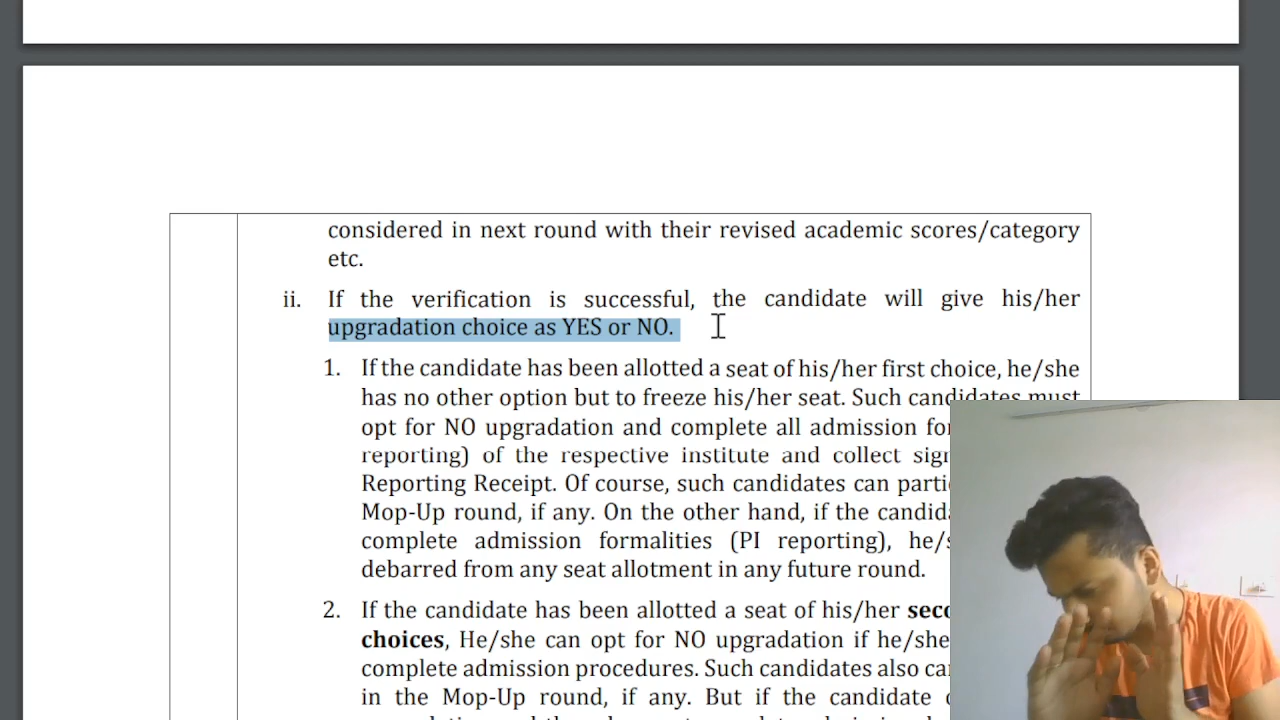 considered in next round with their revised academic scores/category
etc.
ii. If the verification is successful, the candidate will give his/her
upgradation choice as YES or NO.
1. If the candidate has been allotted a seat of his/her first choice, he/she
has no other option but to freeze his/her seat. Such candidates must
opt for NO upgradation and complete all admission
reporting) of the respective institute and collect
Reporting Receipt. Of course, such candidates can
Mop-Up round, if any. On the other hand, if the
complete admission formalities (PI reporting),
debarred from any seat allotment in any future round.
2. If the candidate has been allotted a seat of his/her
choices, He/she can opt for NO upgradation if he/she
complete admission procedures. Such candidates also
in the Mop-Up round, if any. But if the candidate